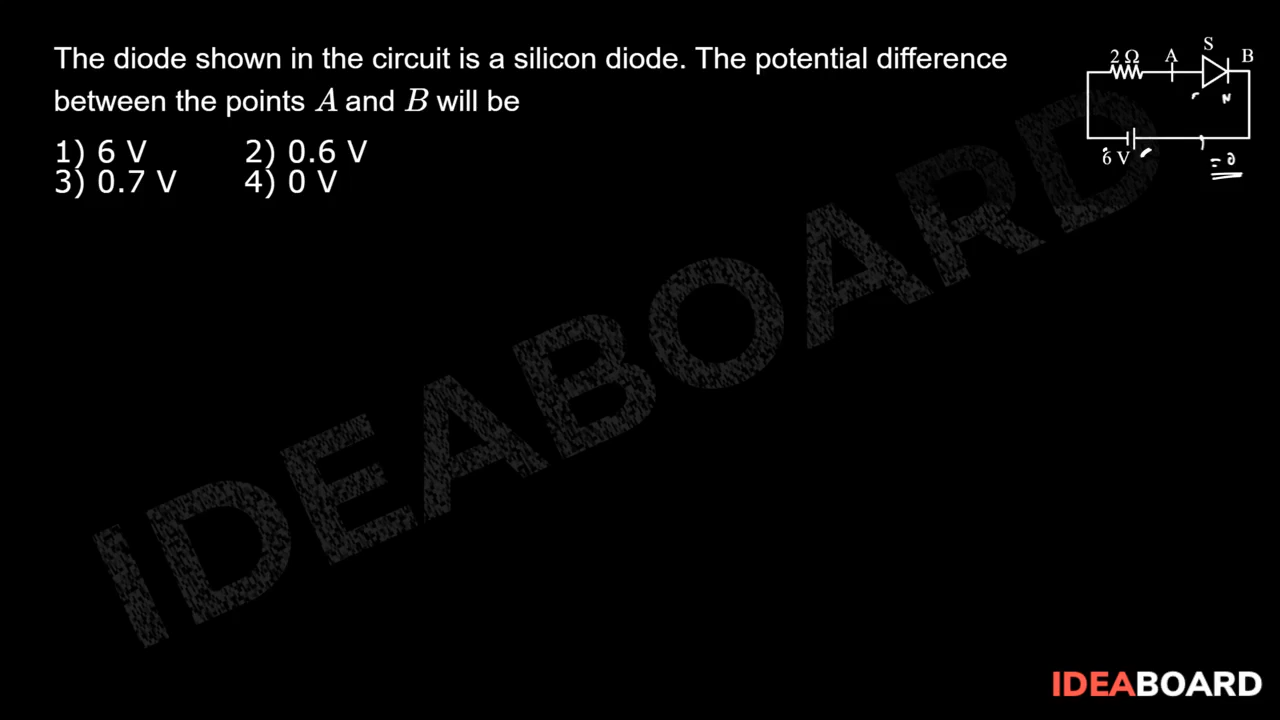 The diode shown in the circuit is a silicon diode. The potential difference
between the points A and B will be
1) 6 V 2) 0.6 V
3) 0.7 V 4) 0 V
S
2 Ω A B
N
6 V
= 0
IDEABOARD
IDEABOARD